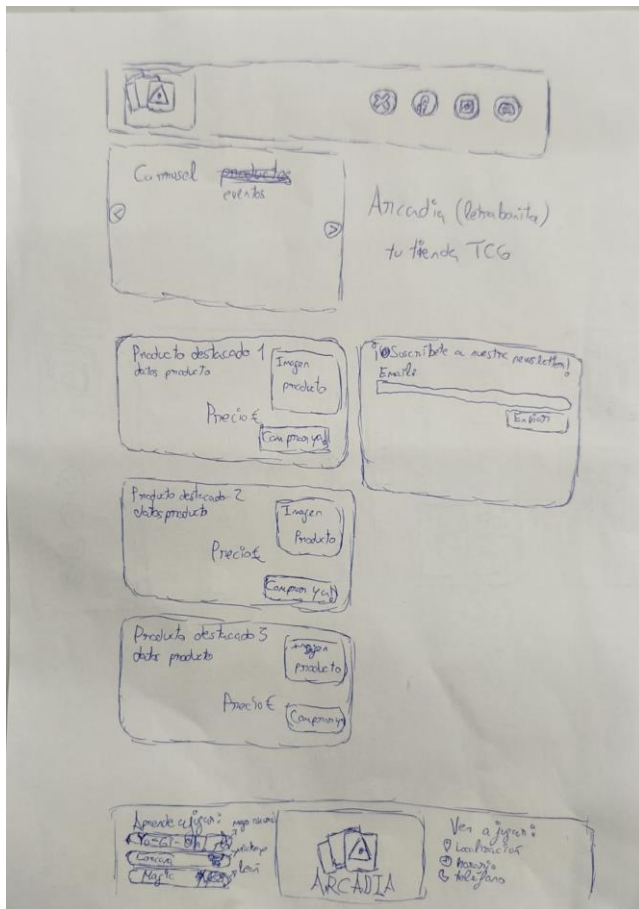 Carrusel productos
eventos
Arcadia (letra bonita)
tu tienda TCG
Producto destacado 1
datos producto
Imagen
producto
Precio €
Comprar ya!
¡Suscríbete a nuestra newsletter!
Email:
Enviar
Producto destacado 2
datos producto
Imagen
Producto
Precio €
Comprar ya!
Producto destacado 3
datos producto
Imagen
producto
Precio €
Comprar ya
Aprende a jugar:
Yu-Gi-Oh
Lorcana
Magic
ARCADIA
Ven a jugar:
Localización
horario
teléfono